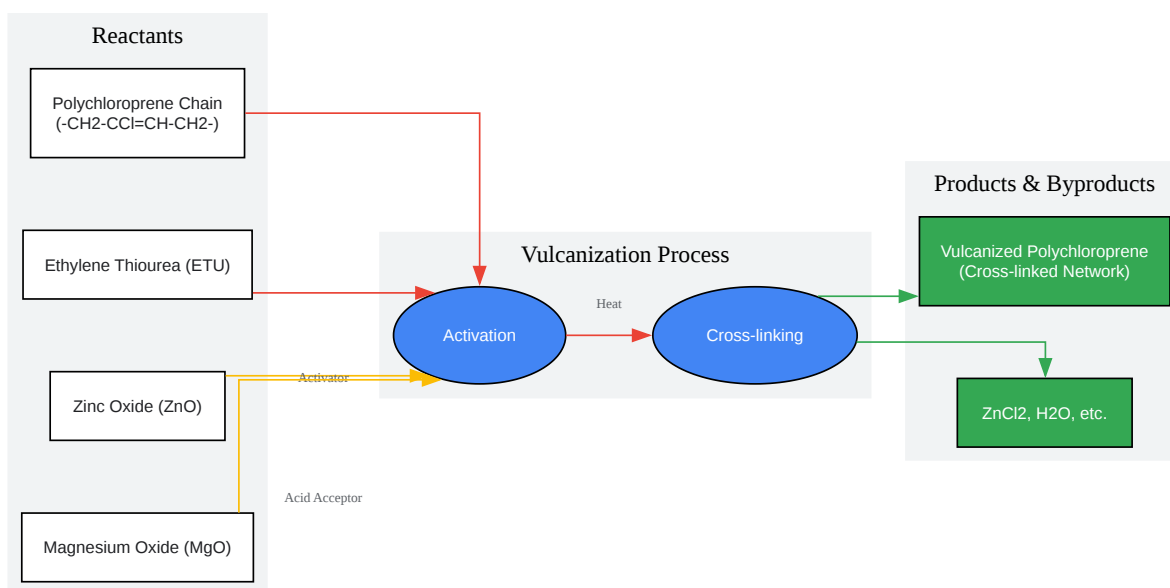 Reactants
Polychloroprene Chain
(-CH2-CCl=CH-CH2-)
Ethylene Thiourea (ETU)
Zinc Oxide (ZnO)
Magnesium Oxide (MgO)
Activator
Acid Acceptor
Vulcanization Process
Activation
Heat
Cross-linking
Products & Byproducts
Vulcanized Polychloroprene
(Cross-linked Network)
ZnCl2, H2O, etc.